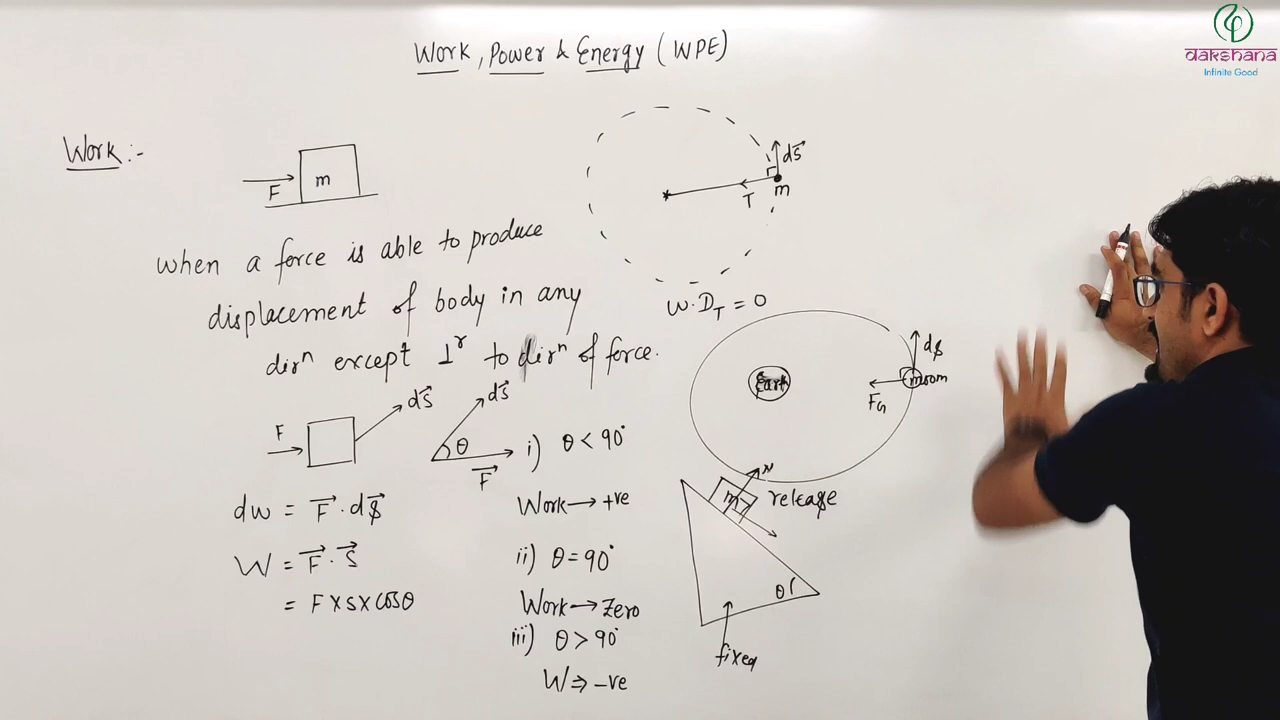 Work, Power & Energy (WPE)
dakshana
Infinite Good
Work :-
F
m
when a force is able to produce
displacement of body in any
dirⁿ except ⊥ʳ to dirⁿ of force.
F
ds⃗
ds⃗
θ
F⃗
dw = F⃗ . ds⃗
W = F⃗ . s⃗
= F x s x cosθ
i) θ < 90°
Work → +ve
ii) θ = 90°
Work → Zero
iii) θ > 90°
W ⇒ -ve
ds⃗
T
m
W.D_T = 0
Earth
ds⃗
moon
F_G
N
m
release
θ
fixed